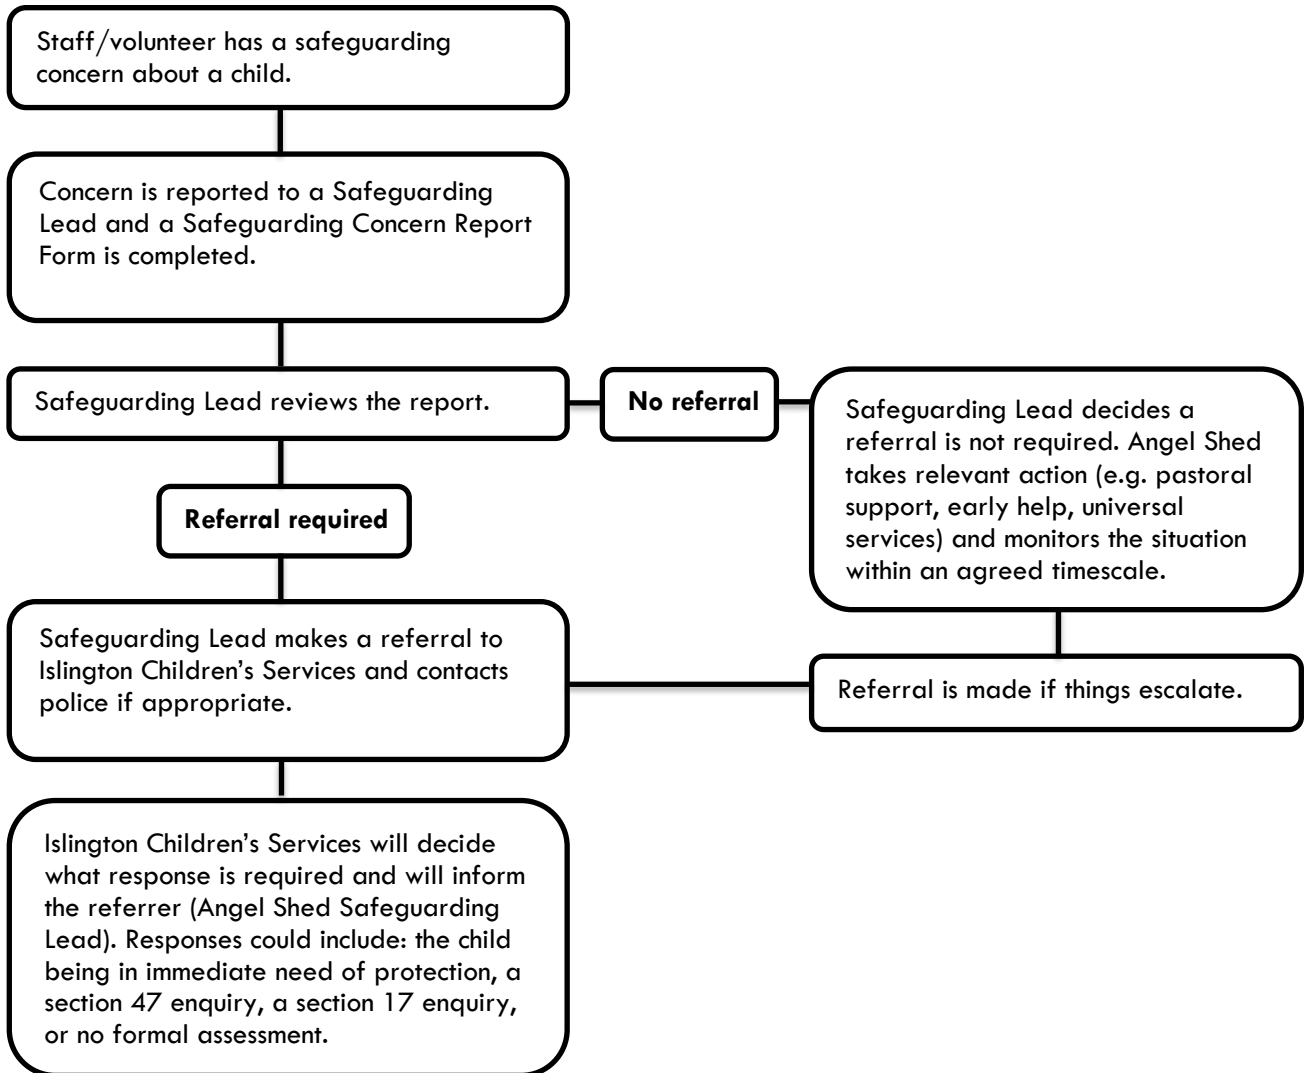 Staff/volunteer has a safeguarding
concern about a child.
Concern is reported to a Safeguarding
Lead and a Safeguarding Concern Report
Form is completed.
Safeguarding Lead reviews the report.
No referral
Safeguarding Lead decides a
referral is not required. Angel Shed
takes relevant action (e.g. pastoral
support, early help, universal
services) and monitors the situation
within an agreed timescale.
Referral required
Safeguarding Lead makes a referral to
Islington Children’s Services and contacts
police if appropriate.
Referral is made if things escalate.
Islington Children’s Services will decide
what response is required and will inform
the referrer (Angel Shed Safeguarding
Lead). Responses could include: the child
being in immediate need of protection, a
section 47 enquiry, a section 17 enquiry,
or no formal assessment.